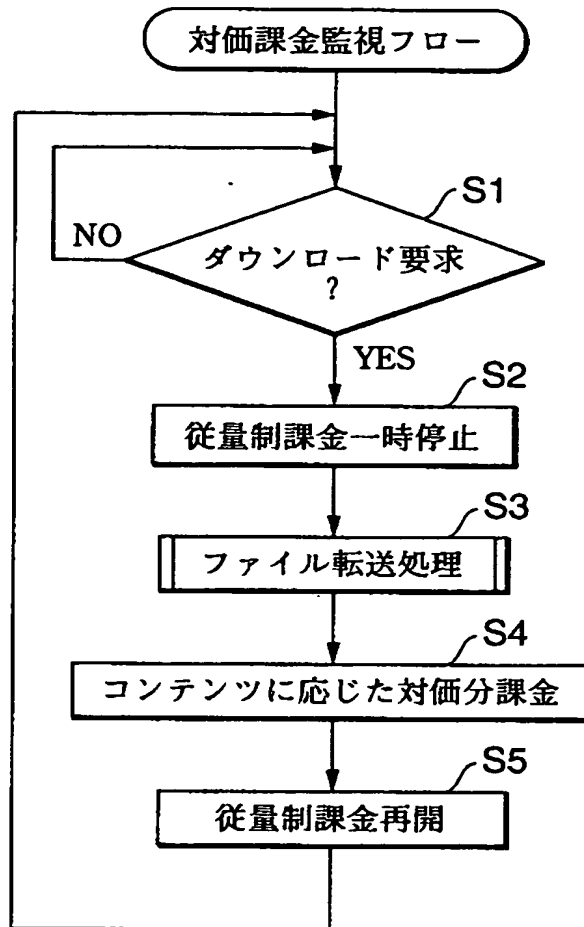 対価課金監視フロー
S1
NO
ダウンロード要求
?
YES
S2
従量制課金一時停止
S3
ファイル転送処理
S4
コンテンツに応じた対価分課金
S5
従量制課金再開